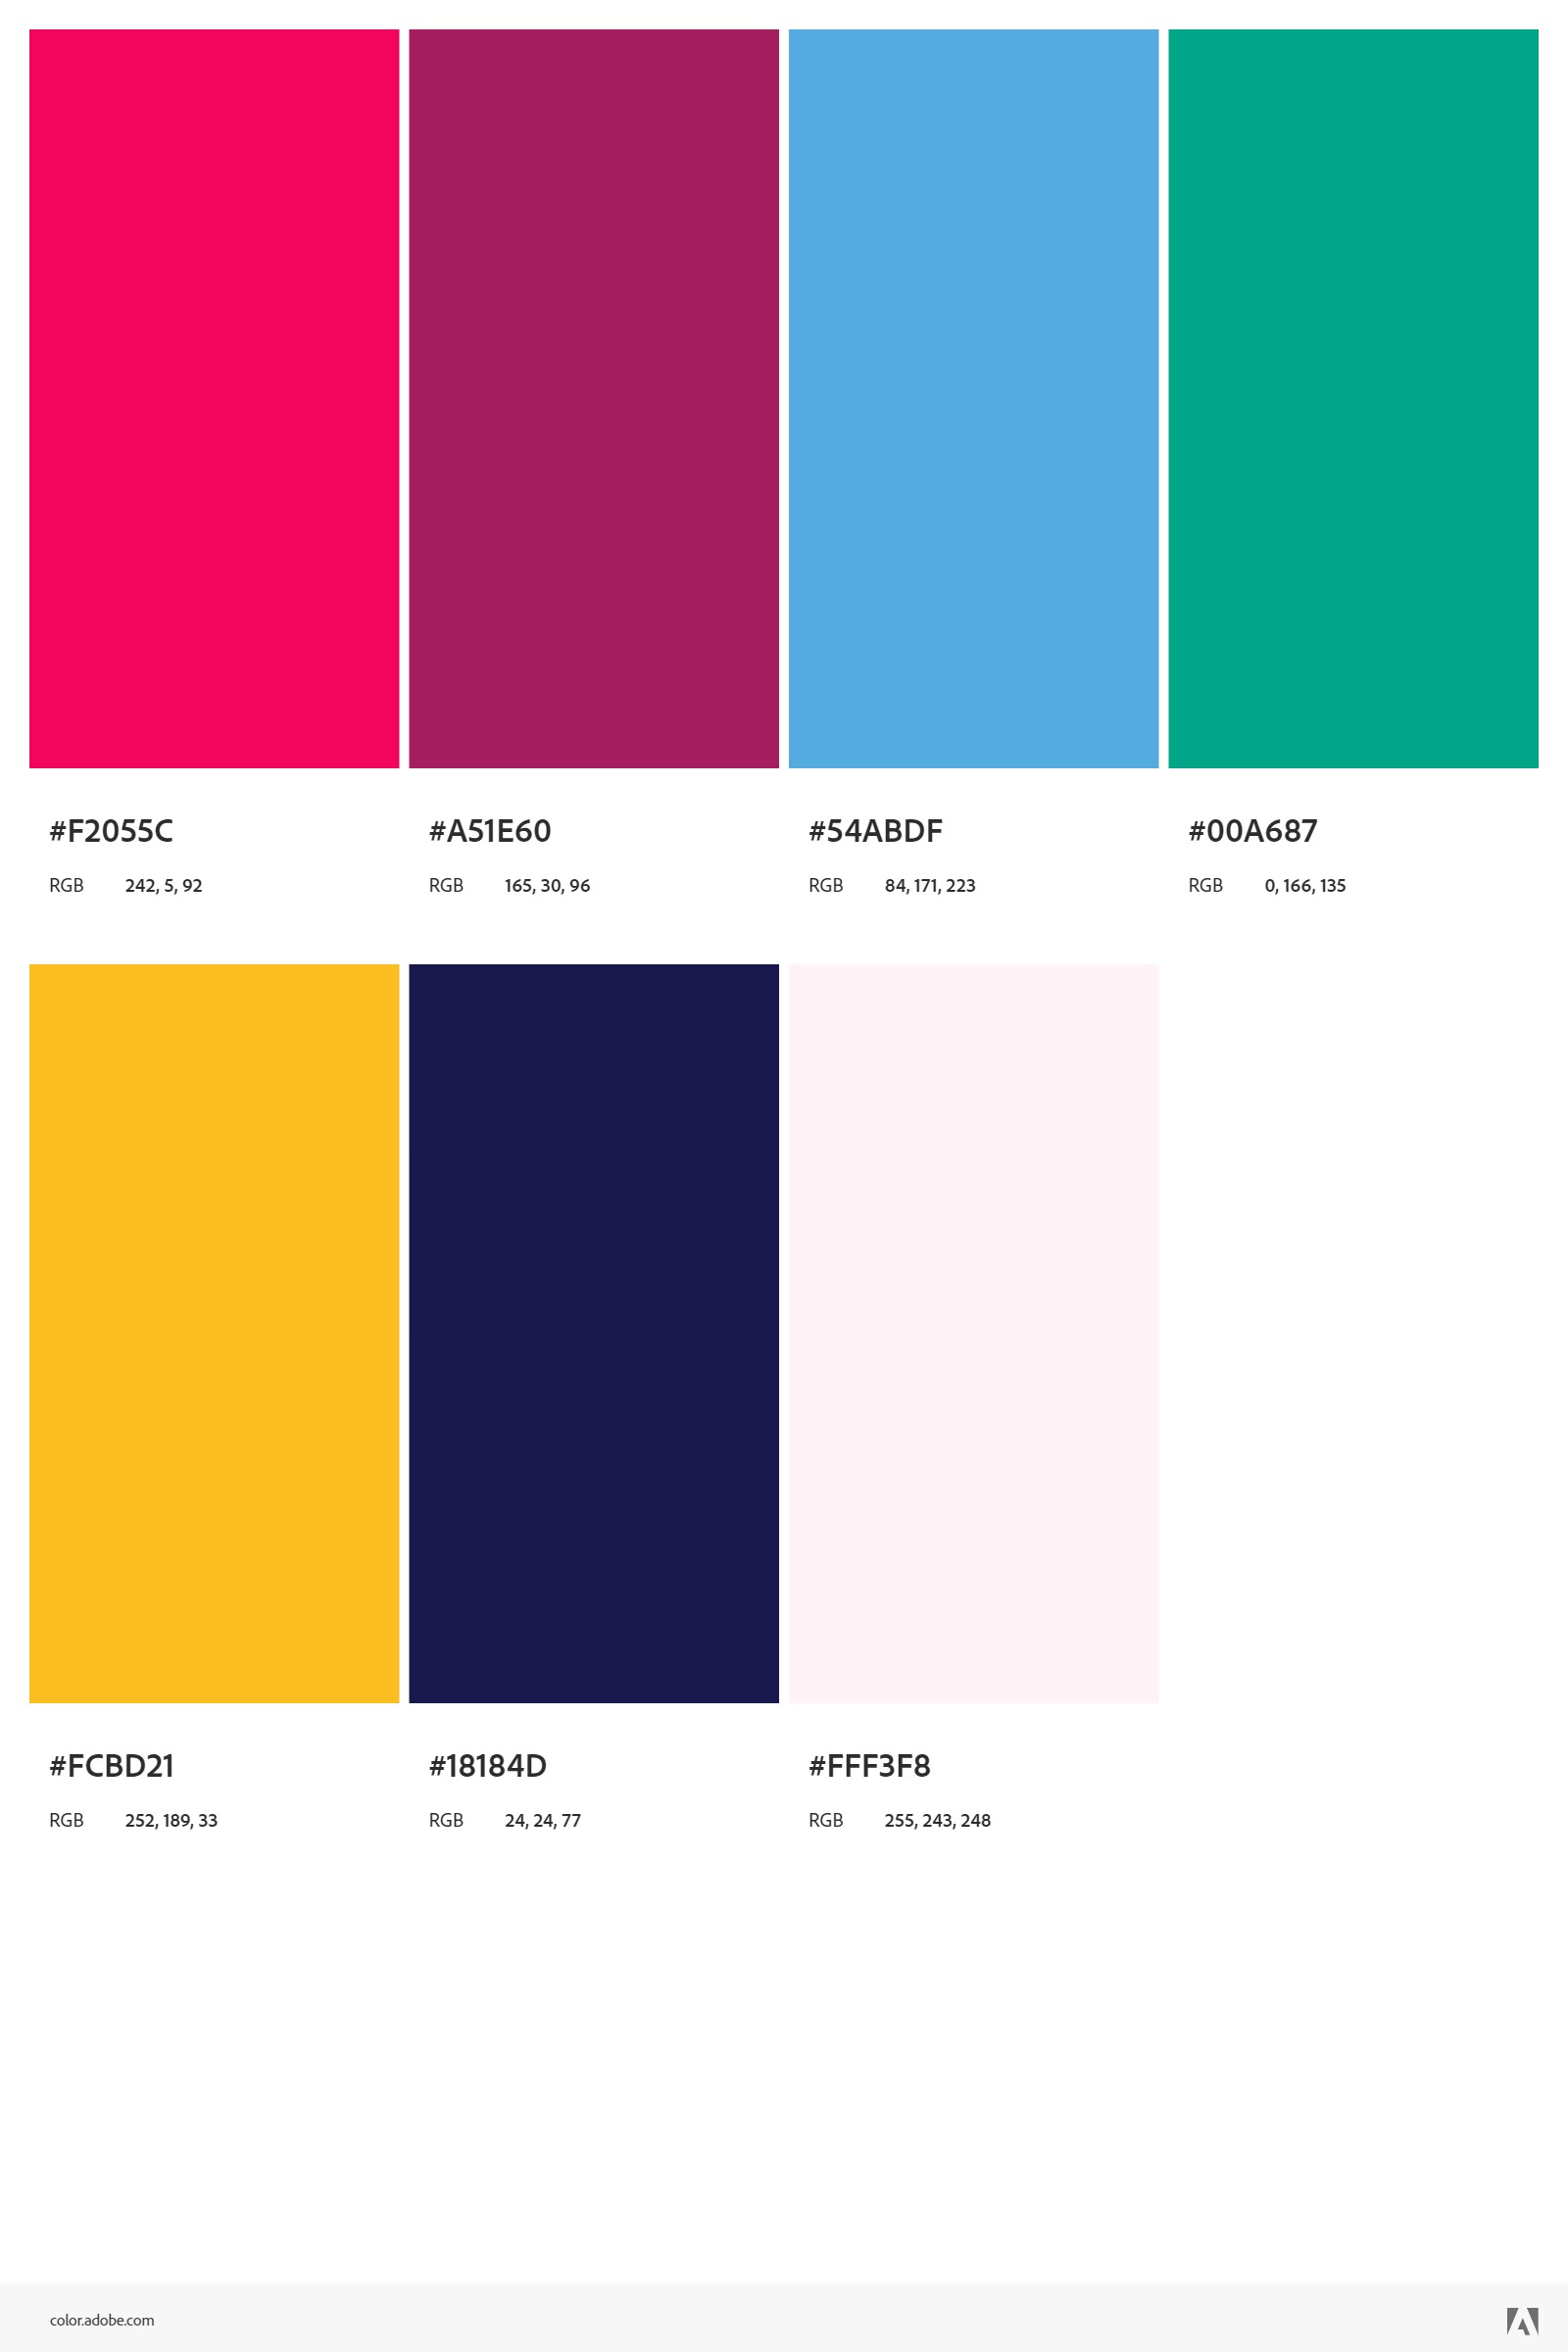 #F2055C #A51E60 #54ABDF #00A687
RGB 242, 5, 92 RGB 165, 30, 96 RGB 84, 171, 223 RGB 0, 166, 135
#FCBD21 #18184D #FFF3F8
RGB 252, 189, 33 RGB 24, 24, 77 RGB 255, 243, 248
color.adobe.com